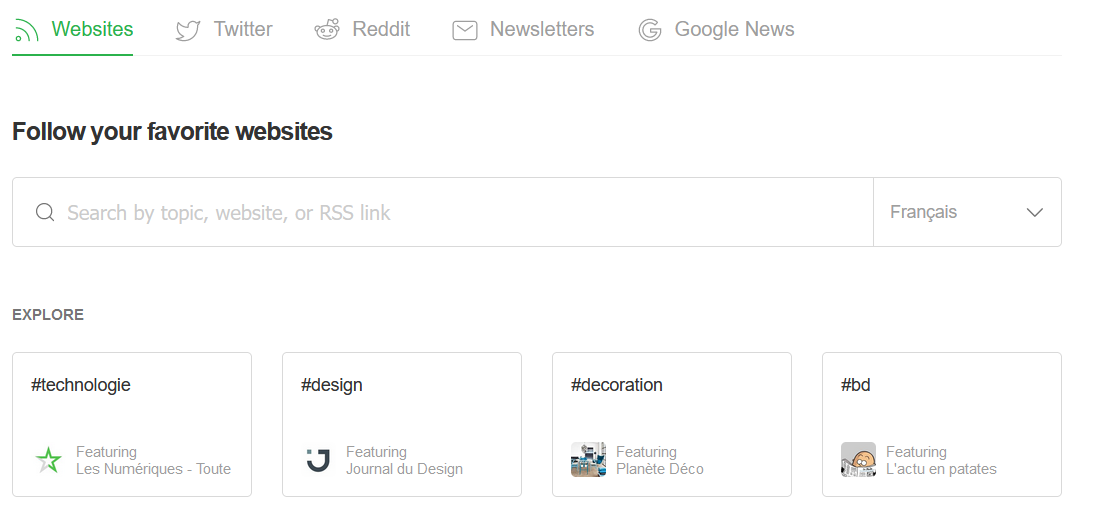 Websites
Twitter
Reddit
Newsletters
Google News
Follow your favorite websites
Search by topic, website, or RSS link
Français
EXPLORE
#technologie
Featuring
Les Numériques - Toute
#design
Featuring
Journal du Design
#decoration
Featuring
Planète Déco
#bd
Featuring
L'actu en patates